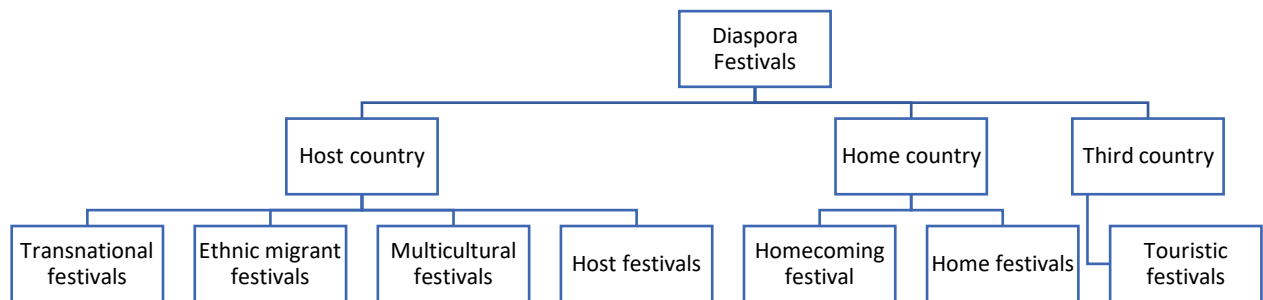 Diaspora
Festivals
Host country
Home country
Third country
Transnational
festivals
Ethnic migrant
festivals
Multicultural
festivals
Host festivals
Homecoming
festival
Home festivals
Touristic
festivals